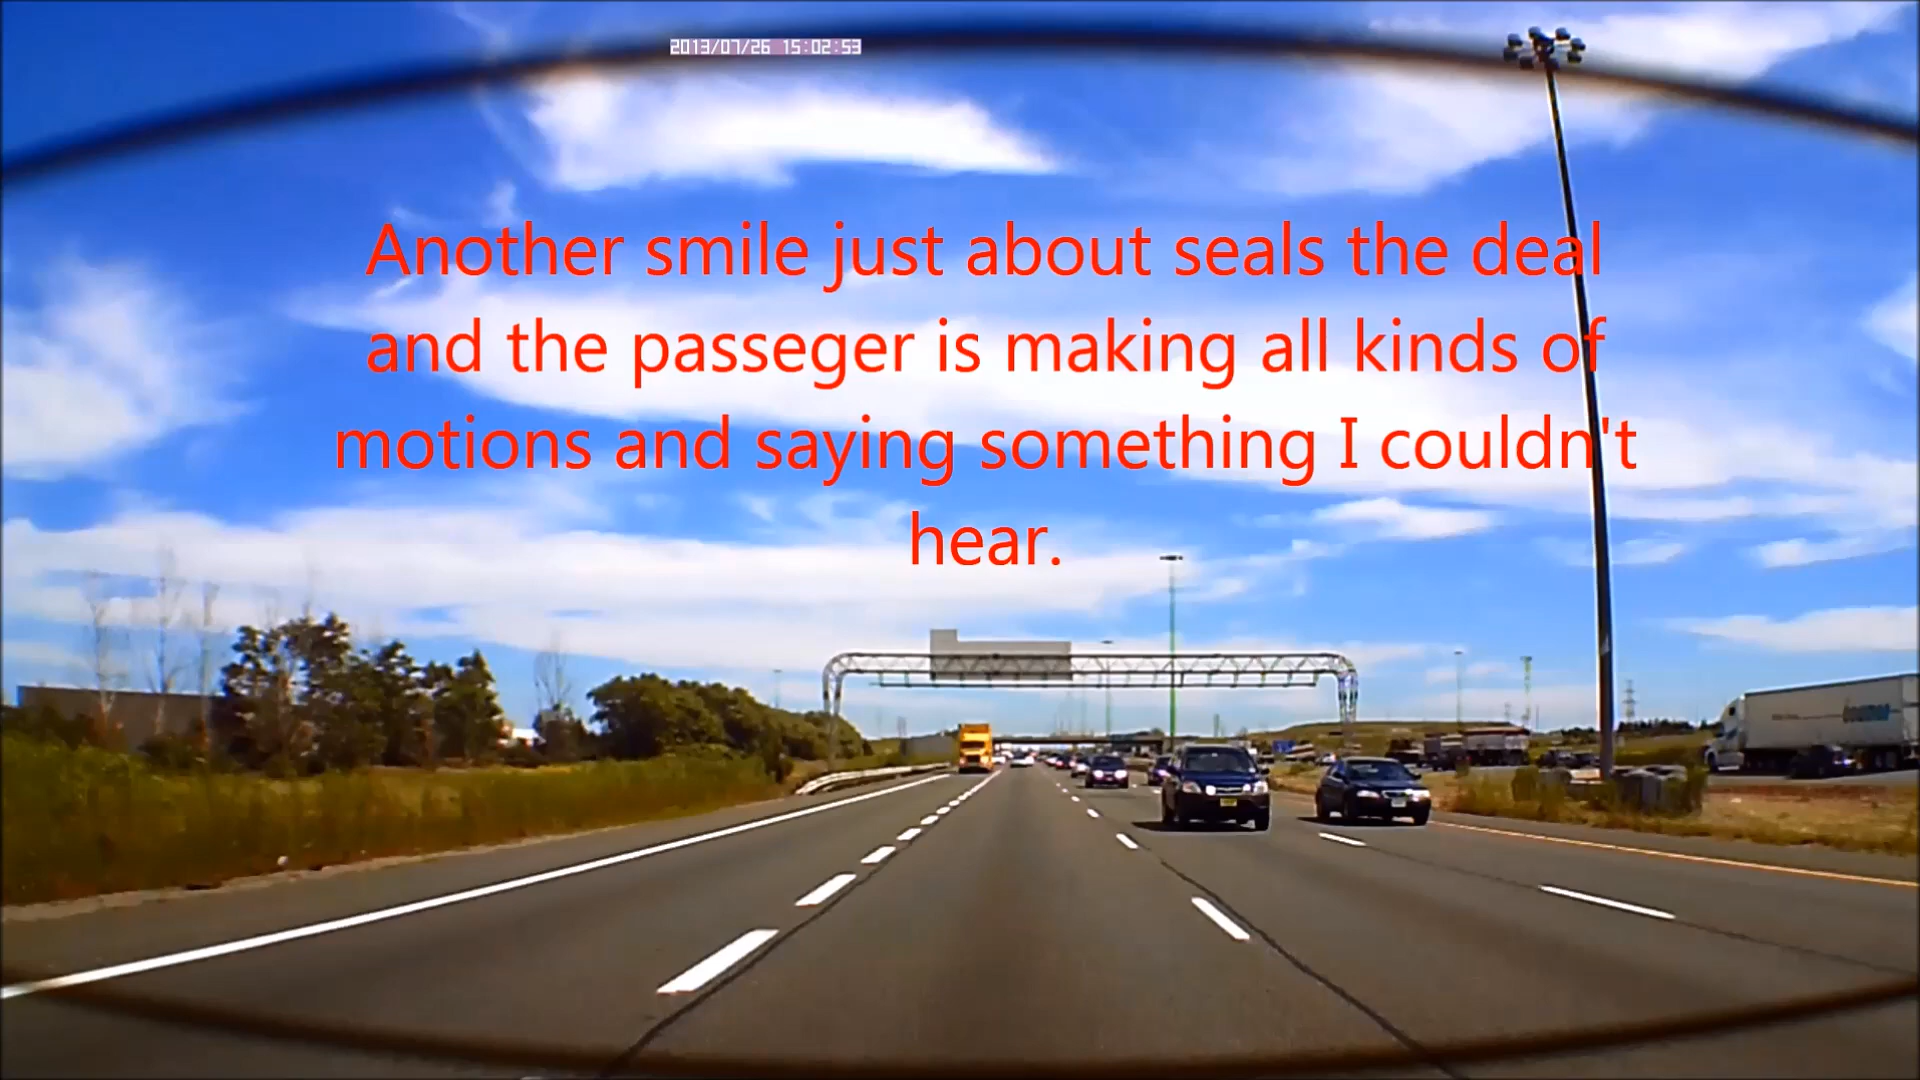 2013/07/26 15:02:53
Another smile just about seals the deal
and the passeger is making all kinds of
motions and saying something I couldn't
hear.